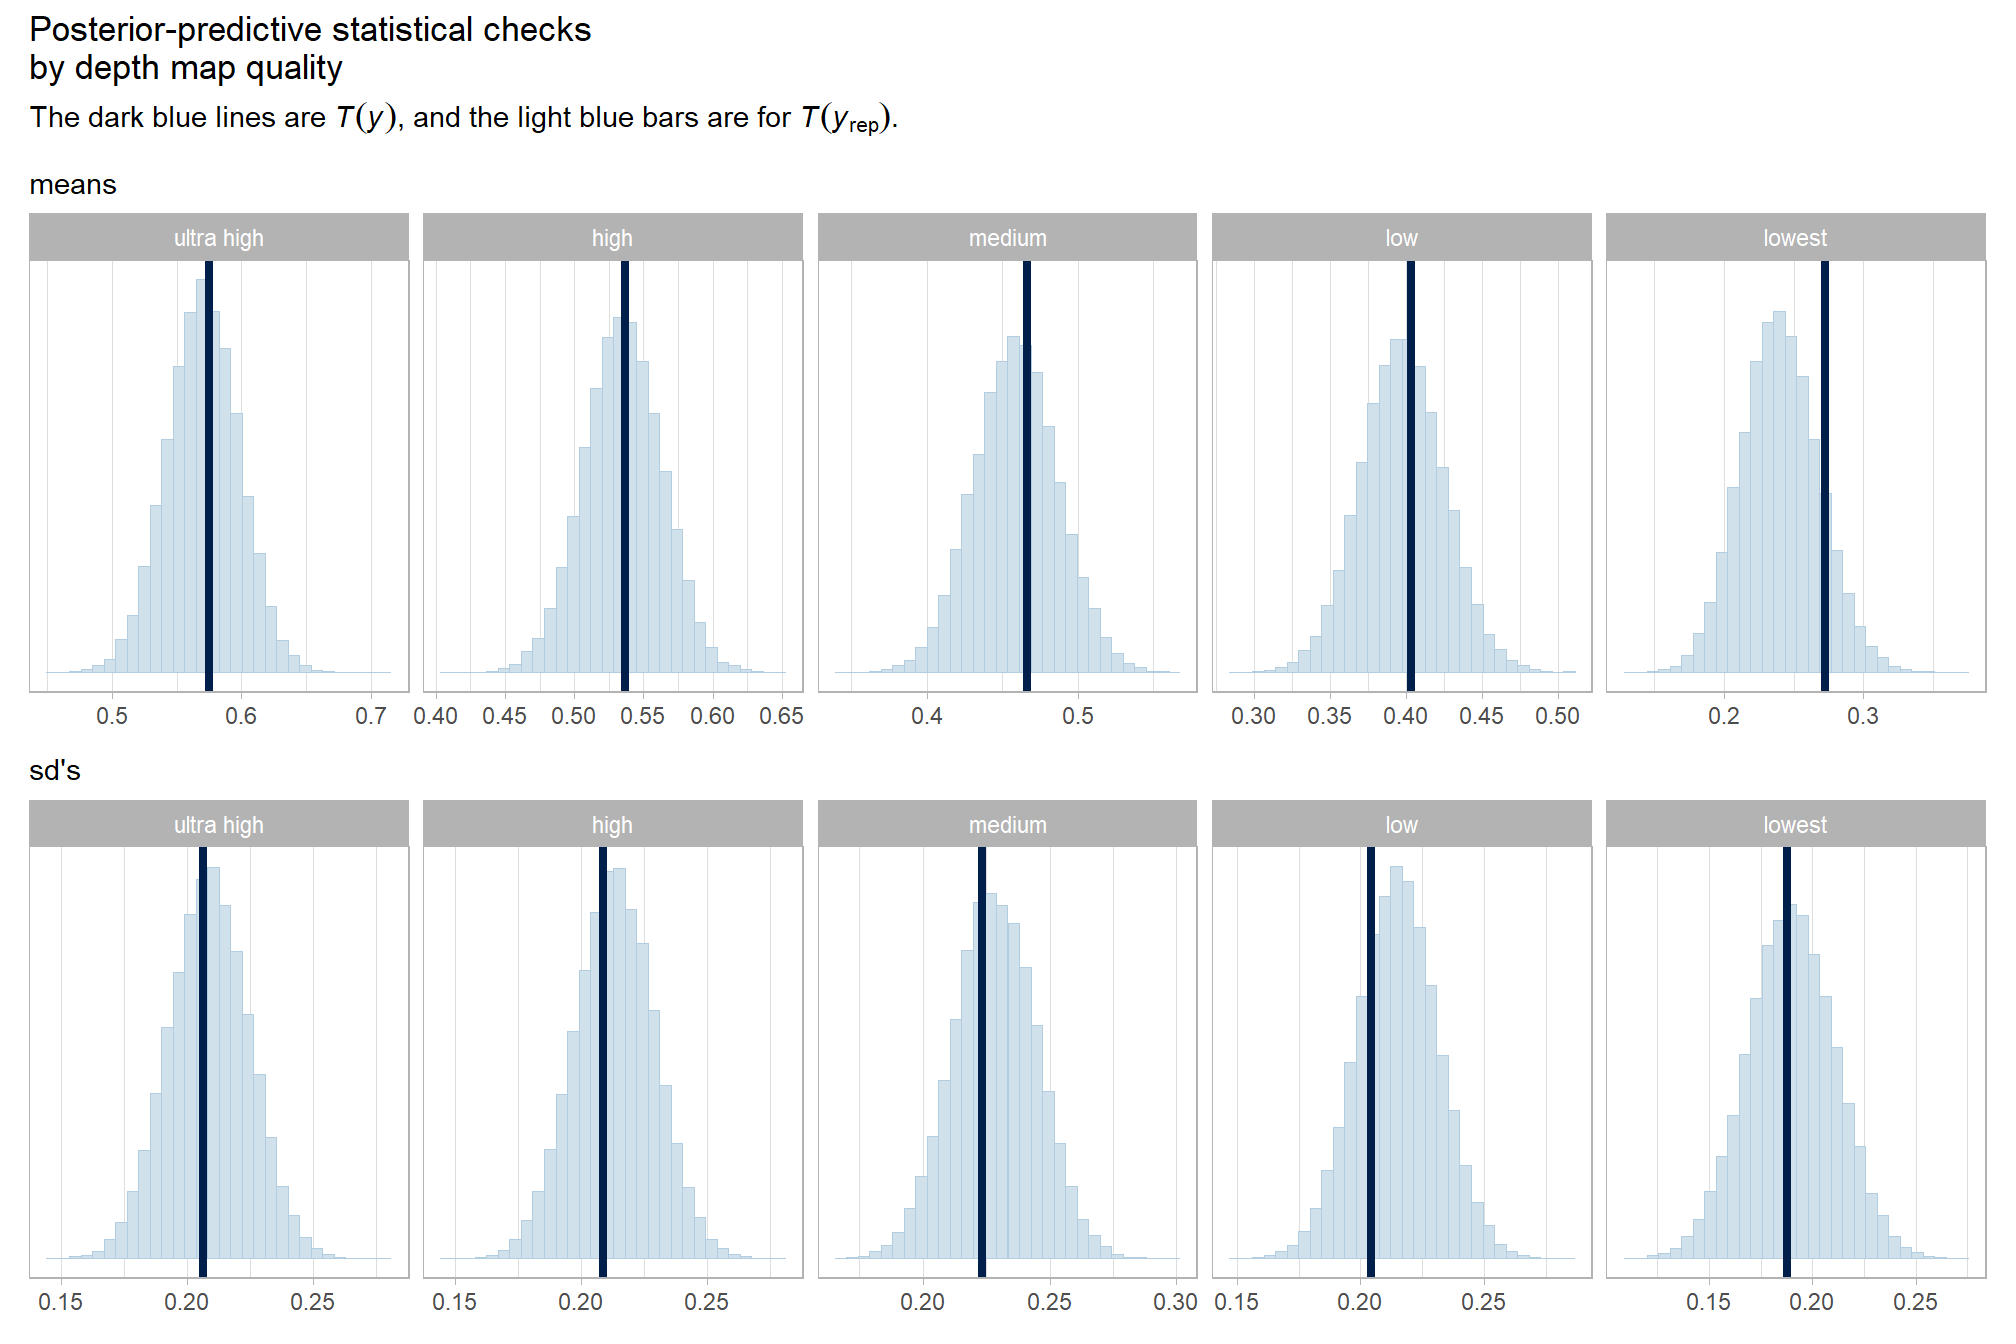 Posterior-predictive statistical checks
by depth map quality
The dark blue lines are T(y), and the light blue bars are for T(yrep).
means
ultra high high medium low lowest
0.5 0.6 0.7 0.40 0.45 0.50 0.55 0.60 0.65 0.4 0.5 0.30 0.35 0.40 0.45 0.50 0.2 0.3
sd's
ultra high high medium low lowest
0.15 0.20 0.25 0.15 0.20 0.25 0.20 0.25 0.30 0.15 0.20 0.25 0.15 0.20 0.25